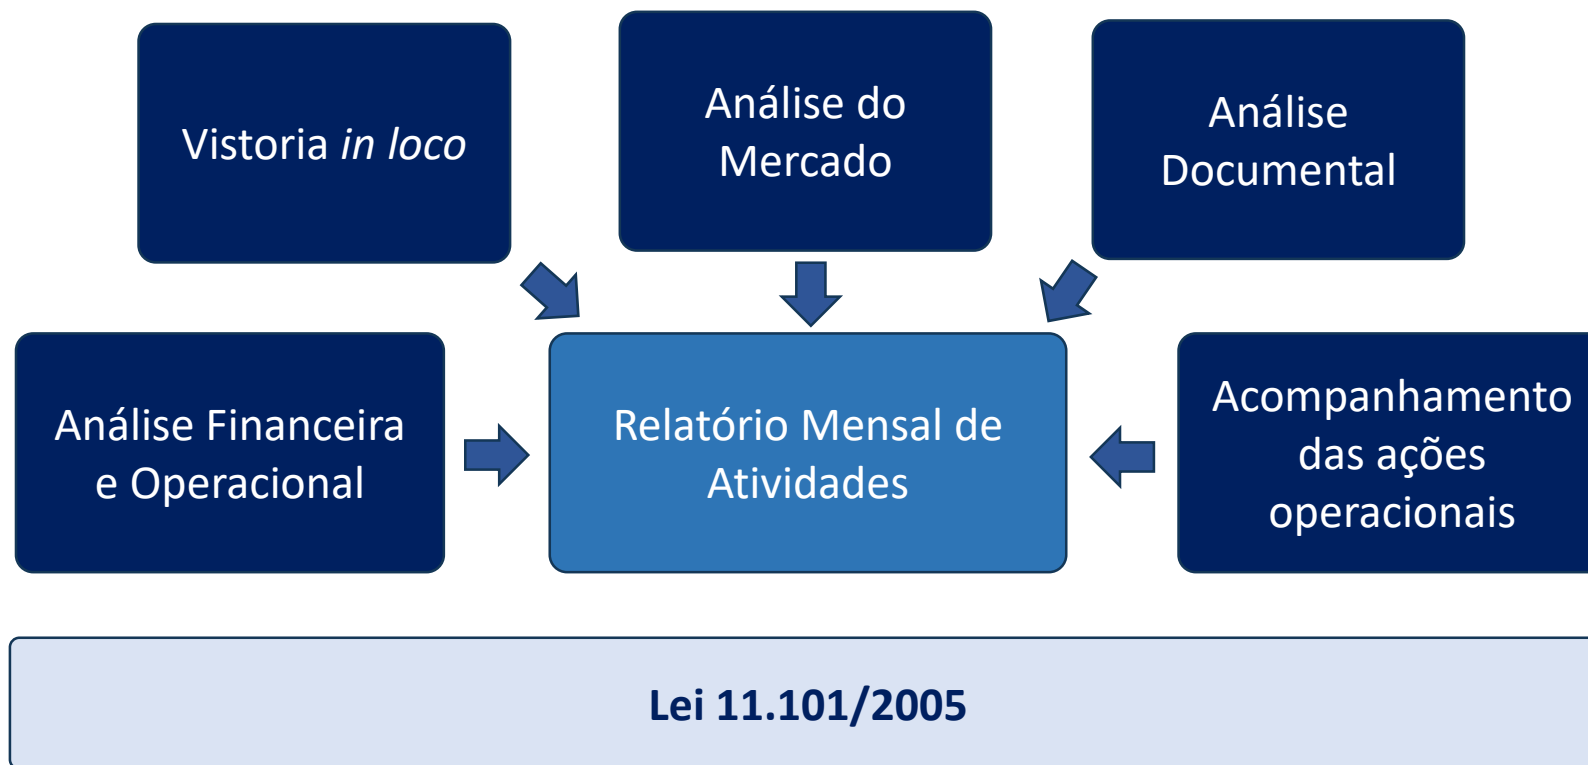 Vistoria in loco
Análise do
Mercado
Análise
Documental
Análise Financeira
e Operacional
Relatório Mensal de
Atividades
Acompanhamento
das ações
operacionais
Lei 11.101/2005